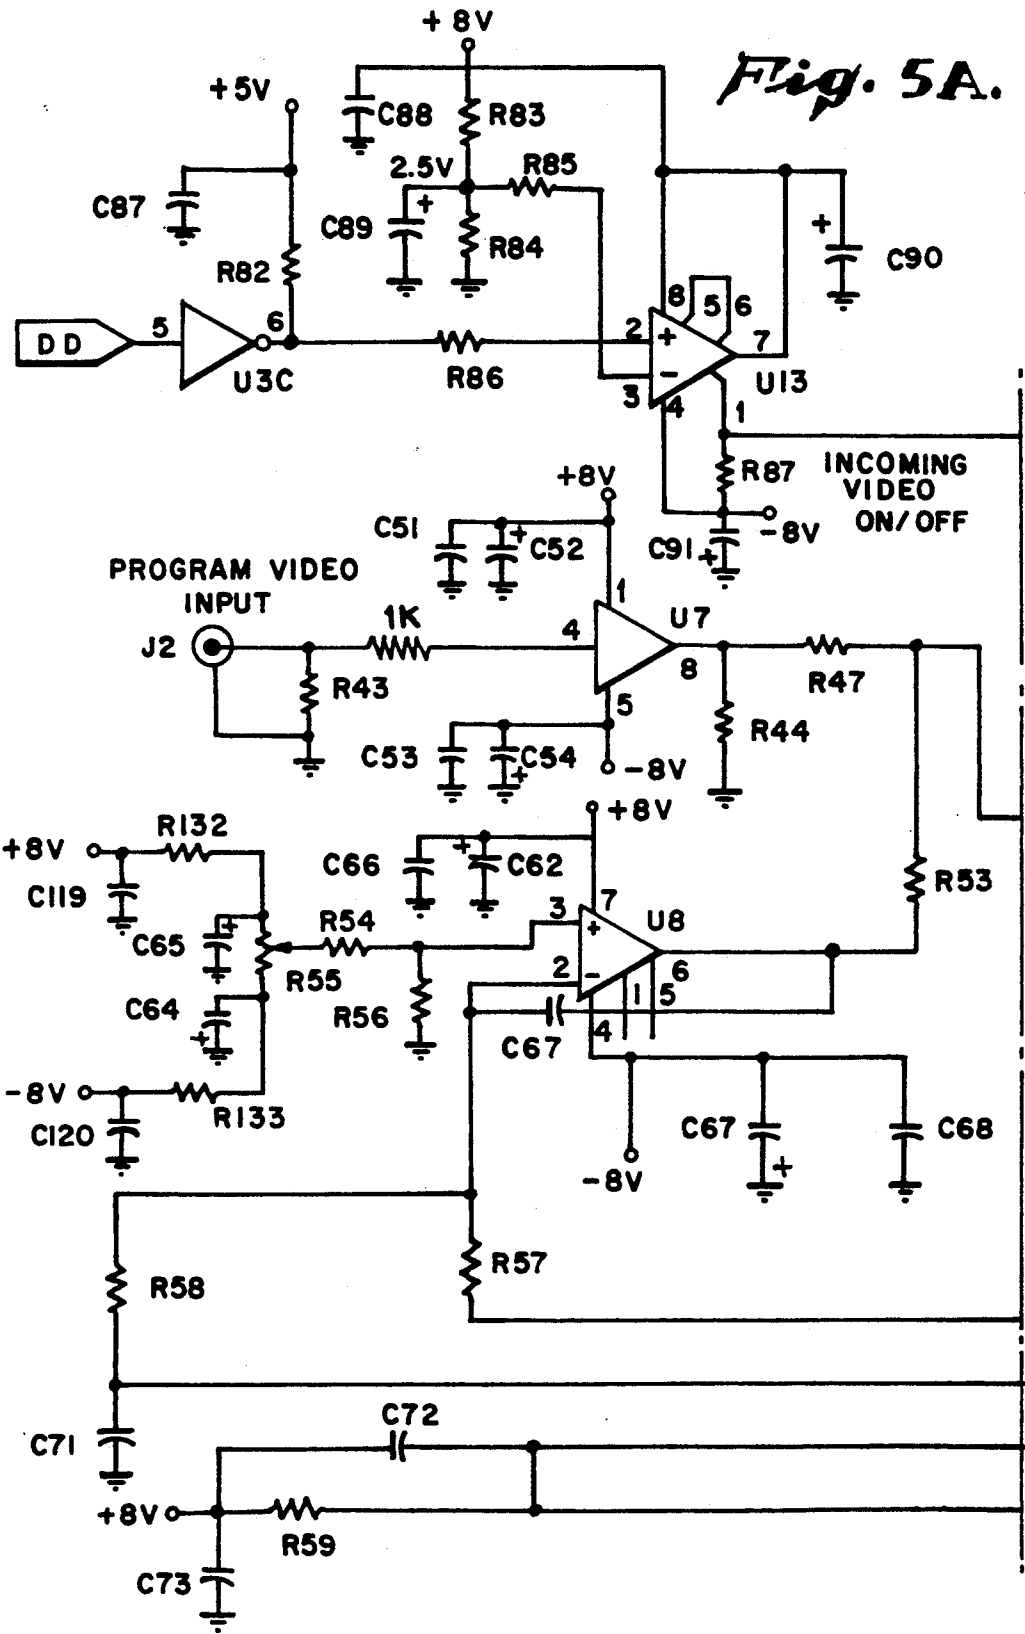 +8V
Fig. 5A.
+5V
C88
R83
2.5V
R85
C87
C89
+
R84
+
C90
R82
8
5
6
DD
5
6
2
+
7
U3C
R86
-
U13
3
4
1
R87
INCOMING
VIDEO
ON/OFF
+8V
C51
+
C52
C91
+
-8V
PROGRAM VIDEO
INPUT
1K
1
U7
4
J2
8
R43
R47
5
R44
C53
C54
+
-8V
+8V
R132
+8V
C66
+
C62
R53
C119
7
3
U8
R54
+
C65
+
2
-
6
R55
1
5
C64
R56
+
C67
4
-8V
R133
C120
C67
C68
+
-8V
R57
R58
C72
C71
+8V
R59
C73